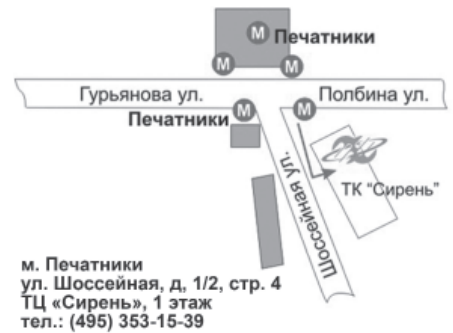 М Печатники
М М
Гурьянова ул. Полбина ул.
М М
Печатники
Шоссейная ул.
ТК "Сирень"
м. Печатники
ул. Шоссейная, д, 1/2, стр. 4
ТЦ «Сирень», 1 этаж
тел.: (495) 353-15-39